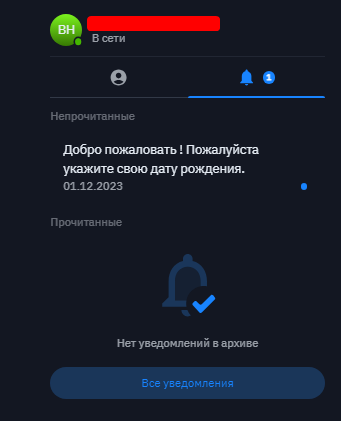 ВН
В сети
1
Непрочитанные
Добро пожаловать ! Пожалуйста
укажите свою дату рождения.
01.12.2023
Прочитанные
Нет уведомлений в архиве
Все уведомления